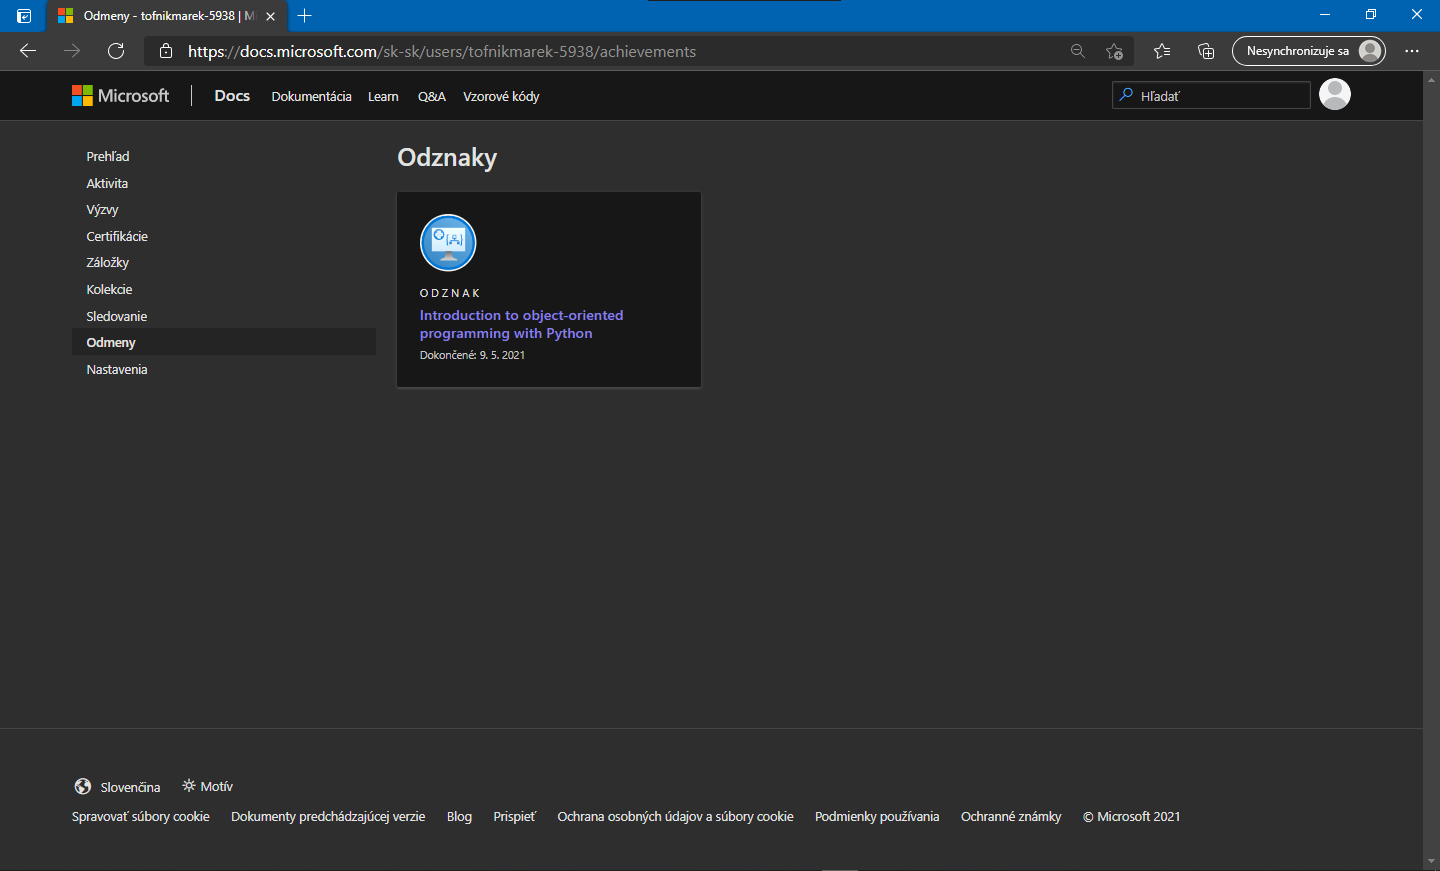 Odmeny - tofnikmarek-5938 | M
https://docs.microsoft.com/sk-sk/users/tofnikmarek-5938/achievements
Nesynchronizuje sa
Microsoft
Docs
Dokumentácia
Learn
Q&A
Vzorové kódy
Hľadať
Prehľad
Aktivita
Výzvy
Certifikácie
Záložky
Kolekcie
Sledovanie
Odmeny
Nastavenia
Odznaky
ODZNAK
Introduction to object-oriented
programming with Python
Dokončené: 9. 5. 2021
Slovenčina
Motív
Spravovať súbory cookie
Dokumenty predchádzajúcej verzie
Blog
Prispieť
Ochrana osobných údajov a súbory cookie
Podmienky používania
Ochranné známky
© Microsoft 2021